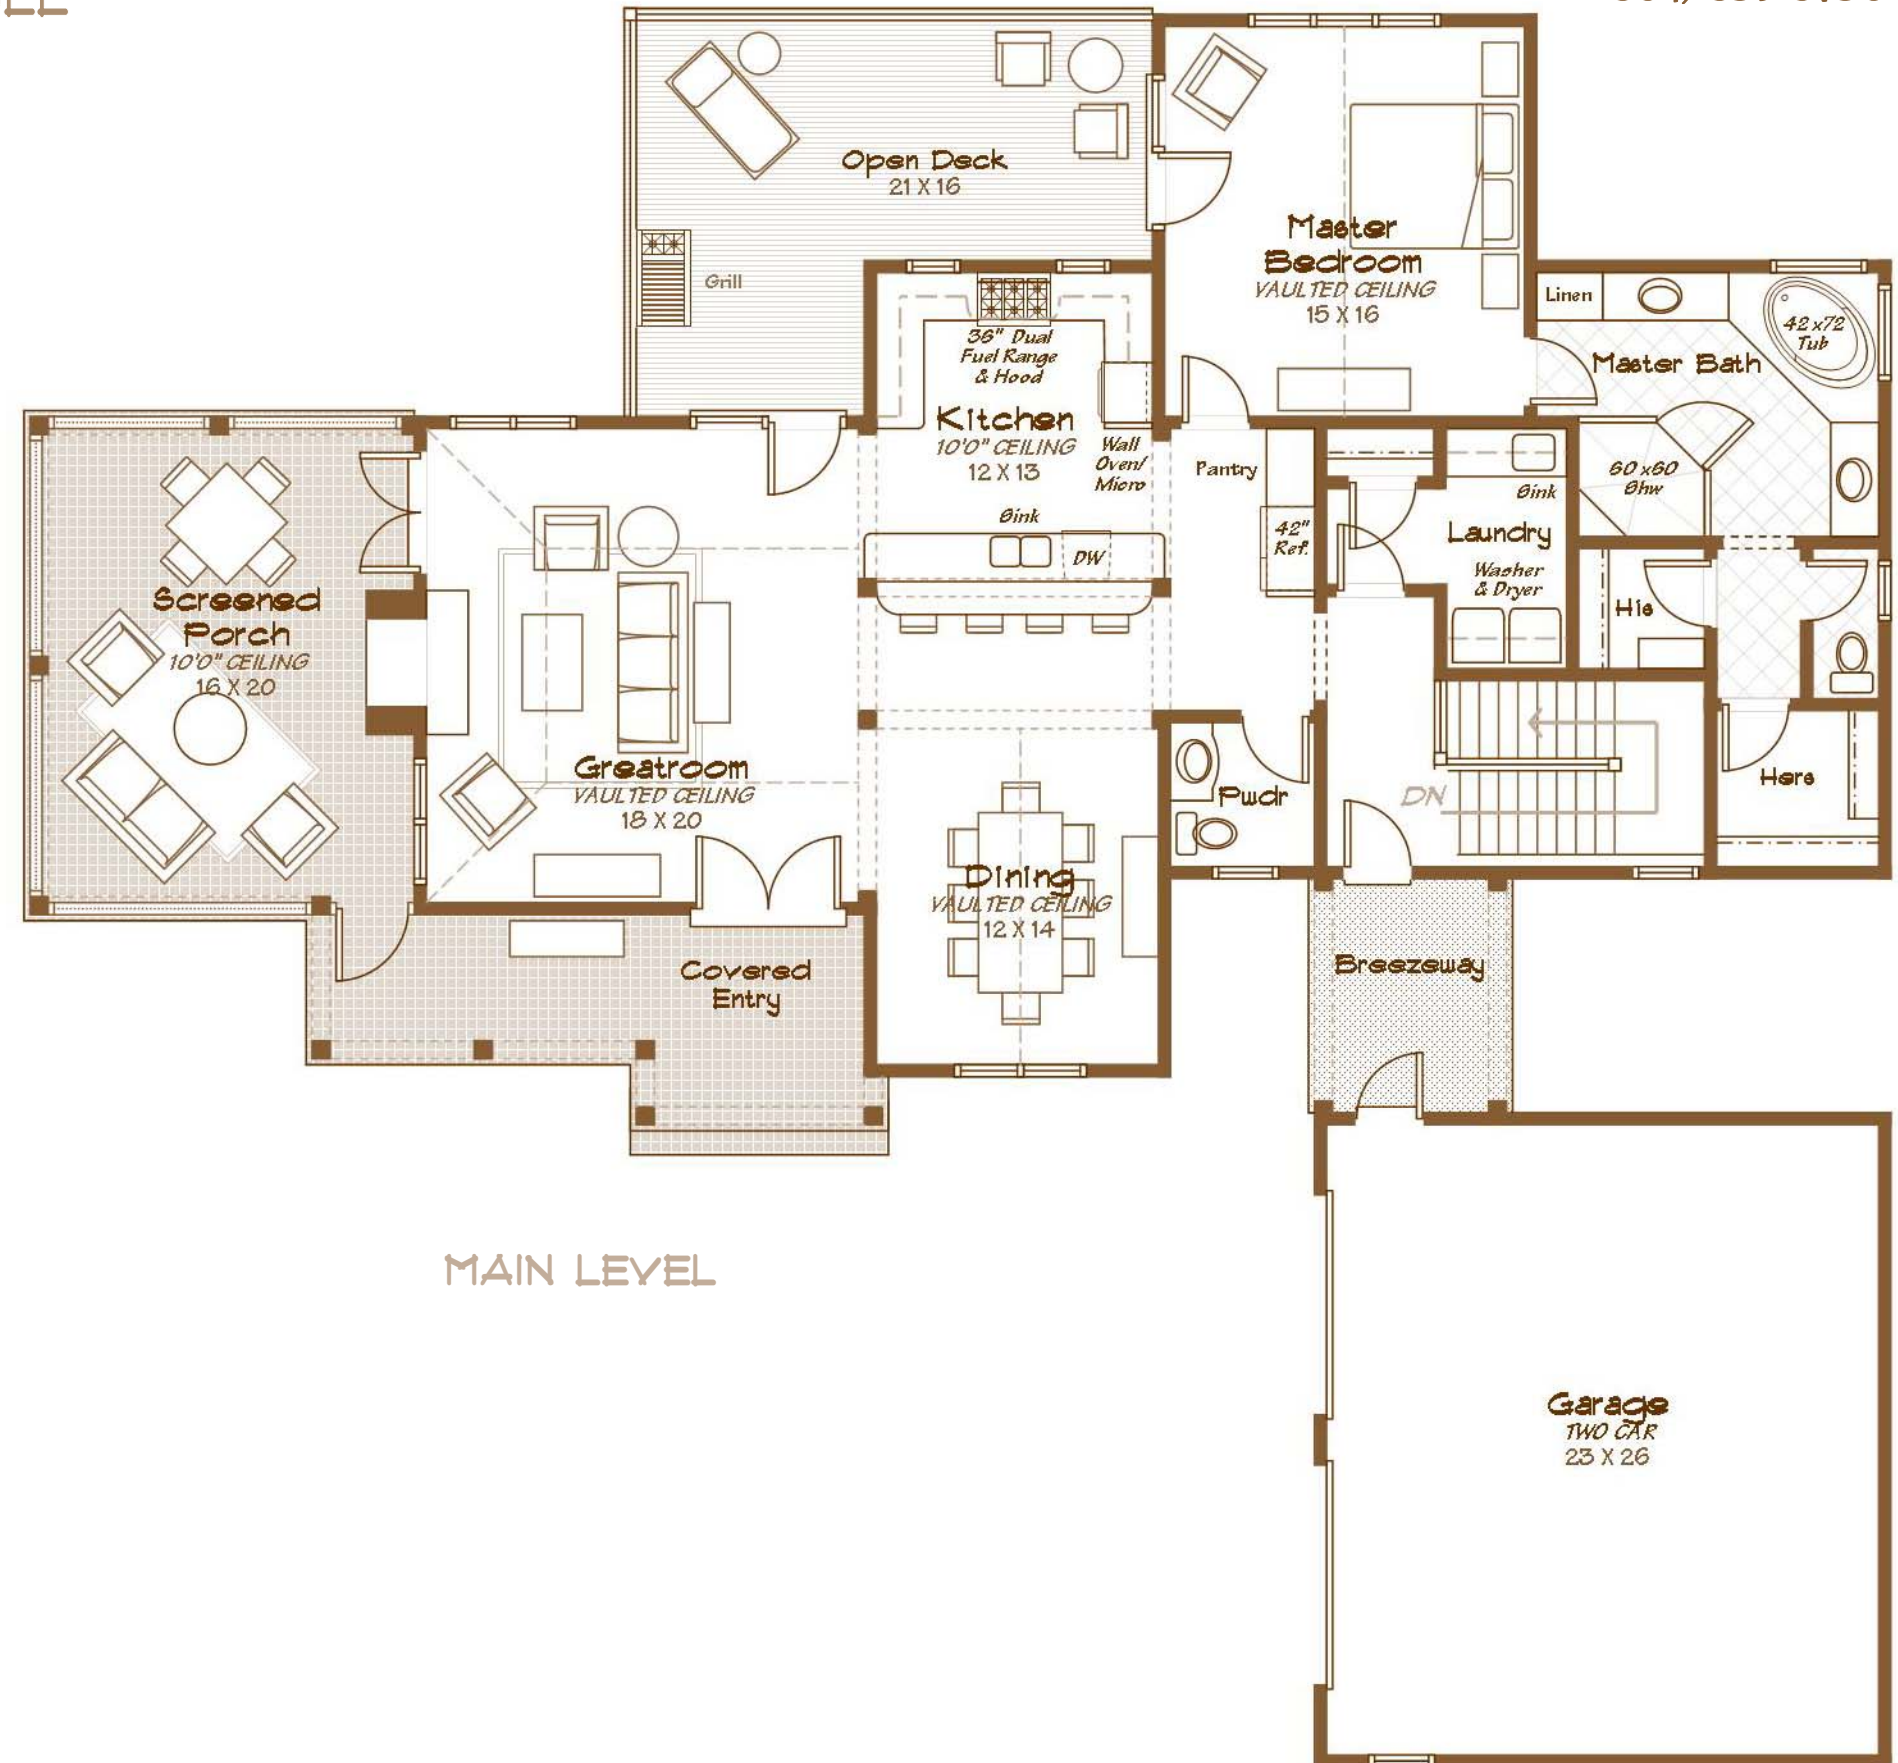 Open Deck
21 X 16
Grill
Master
Bedroom
VAULTED CEILING
15 X 16
Linen
42 x72
Tub
Master Bath
36" Dual
Fuel Range
& Hood
Kitchen
10'0" CEILING
12 X 13
Wall
Oven/
Micro
Pantry
60 x60
Shw
Sink
Sink
42"
Ref.
DW
Laundry
Washer
& Dryer
His
Screened
Porch
10'0" CEILING
16 X 20
Greatroom
VAULTED CEILING
18 X 20
Pwdr
DN
Hers
Dining
VAULTED CEILING
12 X 14
Covered
Entry
Breezeway
MAIN LEVEL
Garage
TWO CAR
23 X 26